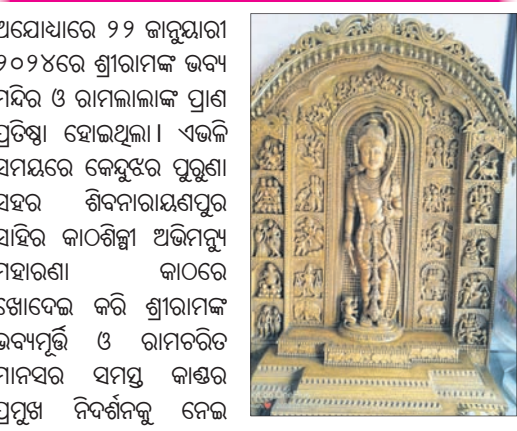 ଅଯୋଧ୍ୟାରେ ୨୨ ଜାନୁୟାରୀ
୨୦୨୪ରେ ଶ୍ରୀରାମଙ୍କ ଭବ୍ୟ
ମନ୍ଦିର ଓ ରାମଲାଲାଙ୍କ ପ୍ରାଣ
ପ୍ରତିଷ୍ଠା ହୋଇଥିଲା। ଏଭଳି
ସମୟରେ କେନ୍ଦୁଝର ପୁରୁଣା
ସହର ଶିବନାରାୟଣପୁର
ସାହିର କାଠଶିଳ୍ପୀ ଅଭିମନ୍ୟୁ
ମହାରଣା କାଠରେ
ଖୋଦେଇ କରି ଶ୍ରୀରାମଙ୍କ
ଭବ୍ୟମୂର୍ତ୍ତି ଓ ରାମଚରିତ
ମାନସର ସମସ୍ତ କାଣ୍ଡର
ପ୍ରମୁଖ ନିଦର୍ଶନକୁ ନେଇ